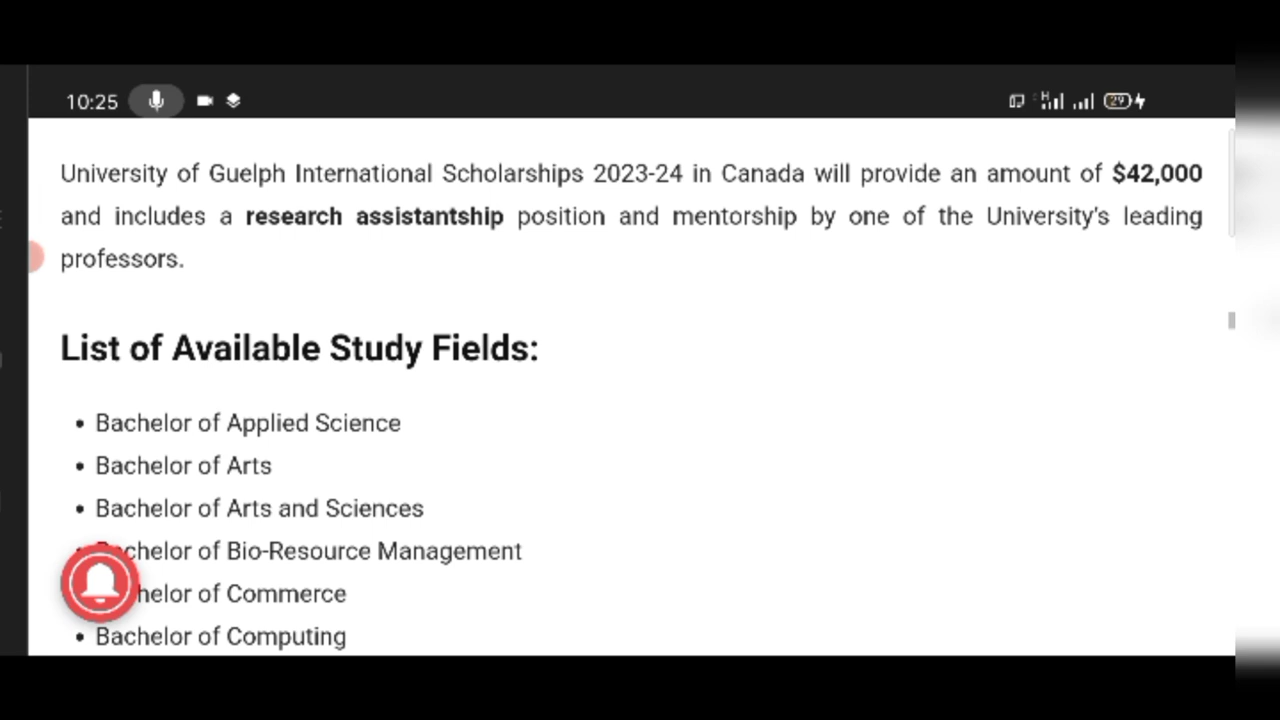 10:25
H
29
University of Guelph International Scholarships 2023-24 in Canada will provide an amount of $42,000
and includes a research assistantship position and mentorship by one of the University's leading
professors.
List of Available Study Fields:
• Bachelor of Applied Science
• Bachelor of Arts
• Bachelor of Arts and Sciences
• Bachelor of Bio-Resource Management
helor of Commerce
• Bachelor of Computing